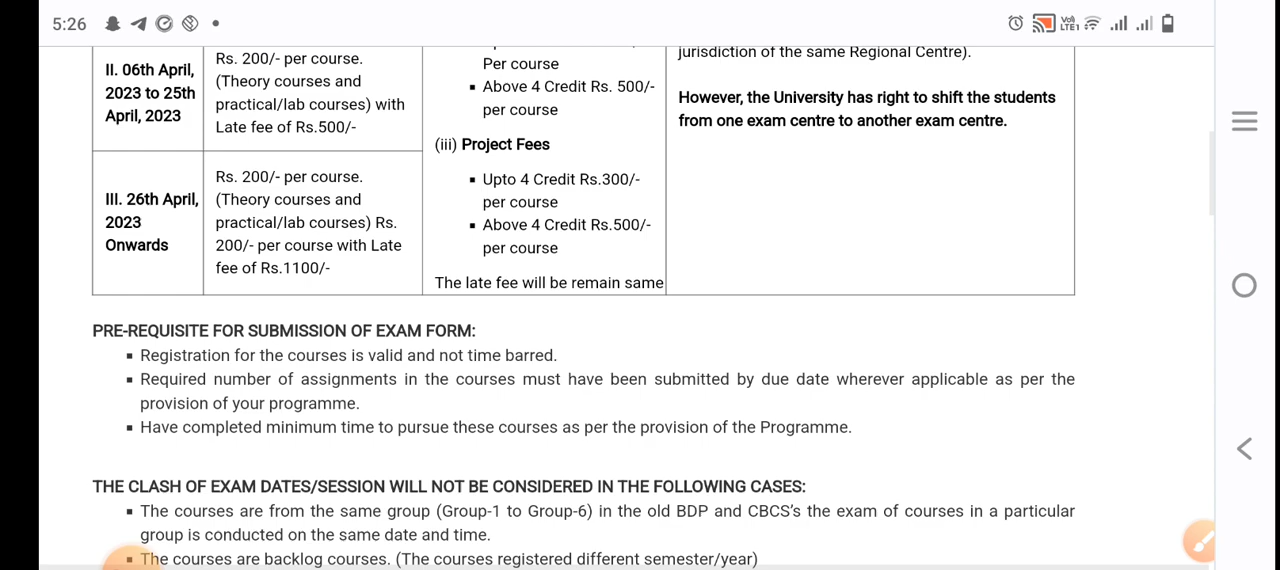 5:26
Vo)
LTE1
II. 06th April,
2023 to 25th
April, 2023
Rs. 200/- per course.
(Theory courses and
practical/lab courses) with
Late fee of Rs.500/-
III. 26th April,
2023
Onwards
Rs. 200/- per course.
(Theory courses and
practical/lab courses) Rs.
200/- per course with Late
fee of Rs.1100/-
Per course
▪ Above 4 Credit Rs. 500/-
per course
(iii) Project Fees
▪ Upto 4 Credit Rs.300/-
per course
▪ Above 4 Credit Rs.500/-
per course
The late fee will be remain same
jurisdiction of the same Regional Centre).
However, the University has right to shift the students
from one exam centre to another exam centre.
PRE-REQUISITE FOR SUBMISSION OF EXAM FORM:
▪ Registration for the courses is valid and not time barred.
▪ Required number of assignments in the courses must have been submitted by due date wherever applicable as per the
provision of your programme.
▪ Have completed minimum time to pursue these courses as per the provision of the Programme.
THE CLASH OF EXAM DATES/SESSION WILL NOT BE CONSIDERED IN THE FOLLOWING CASES:
▪ The courses are from the same group (Group-1 to Group-6) in the old BDP and CBCS's the exam of courses in a particular
group is conducted on the same date and time.
▪ The courses are backlog courses. (The courses registered different semester/year)